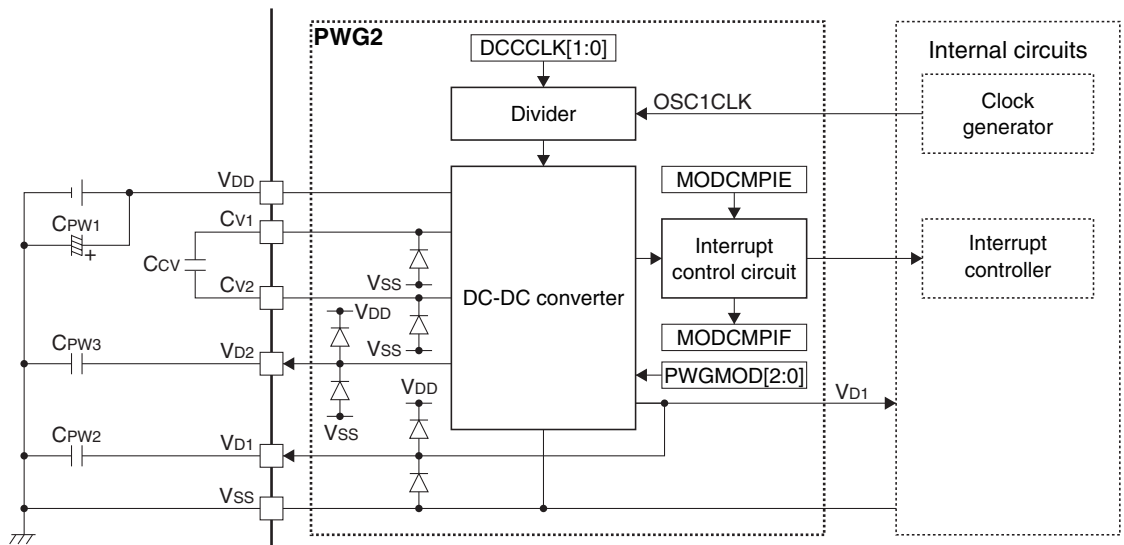 PWG2
DCCCLK[1:0]
Internal circuits
Divider
OSC1CLK
Clock
generator
VDD
CPW1
+
CV1
CCV
CV2
VSS
VDD
VSS
DC-DC converter
MODCMPIE
Interrupt
control circuit
Interrupt
controller
MODCMPIF
CPW3
VD2
PWGMOD[2:0]
VDD
VD1
VSS
CPW2
VD1
VSS